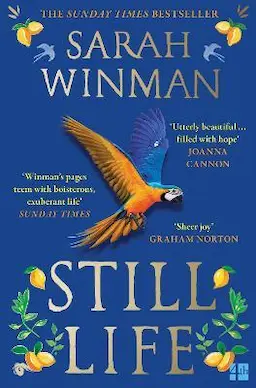 THE SUNDAY TIMES BESTSELLER
SARAH
WINMAN
‘Utterly beautiful ...
filled with hope’
JOANNA
CANNON
‘Winman’s pages
teem with boisterous,
exuberant life’
SUNDAY TIMES
‘Sheer joy’
GRAHAM NORTON
STILL
LIFE
4th